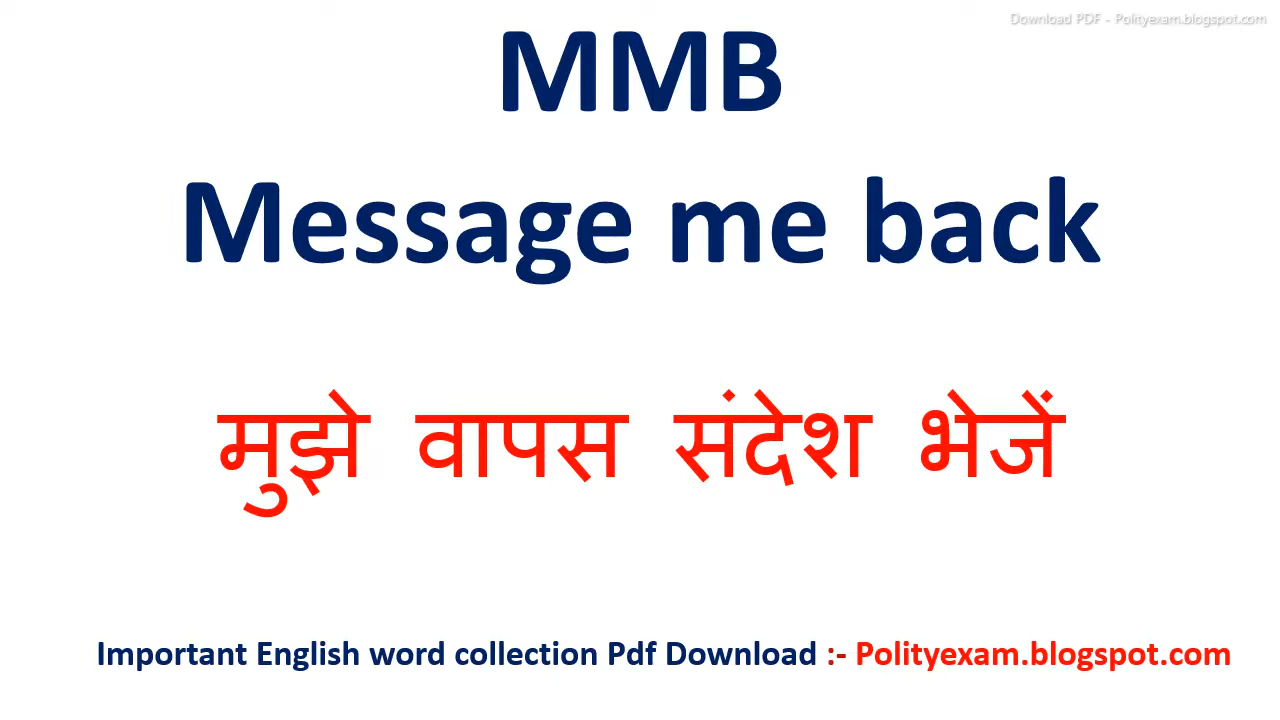 Download PDF - Polityexam.blogspot.com
MMB
Message me back
मुझे वापस संदेश भेजें
Important English word collection Pdf Download :- Polityexam.blogspot.com